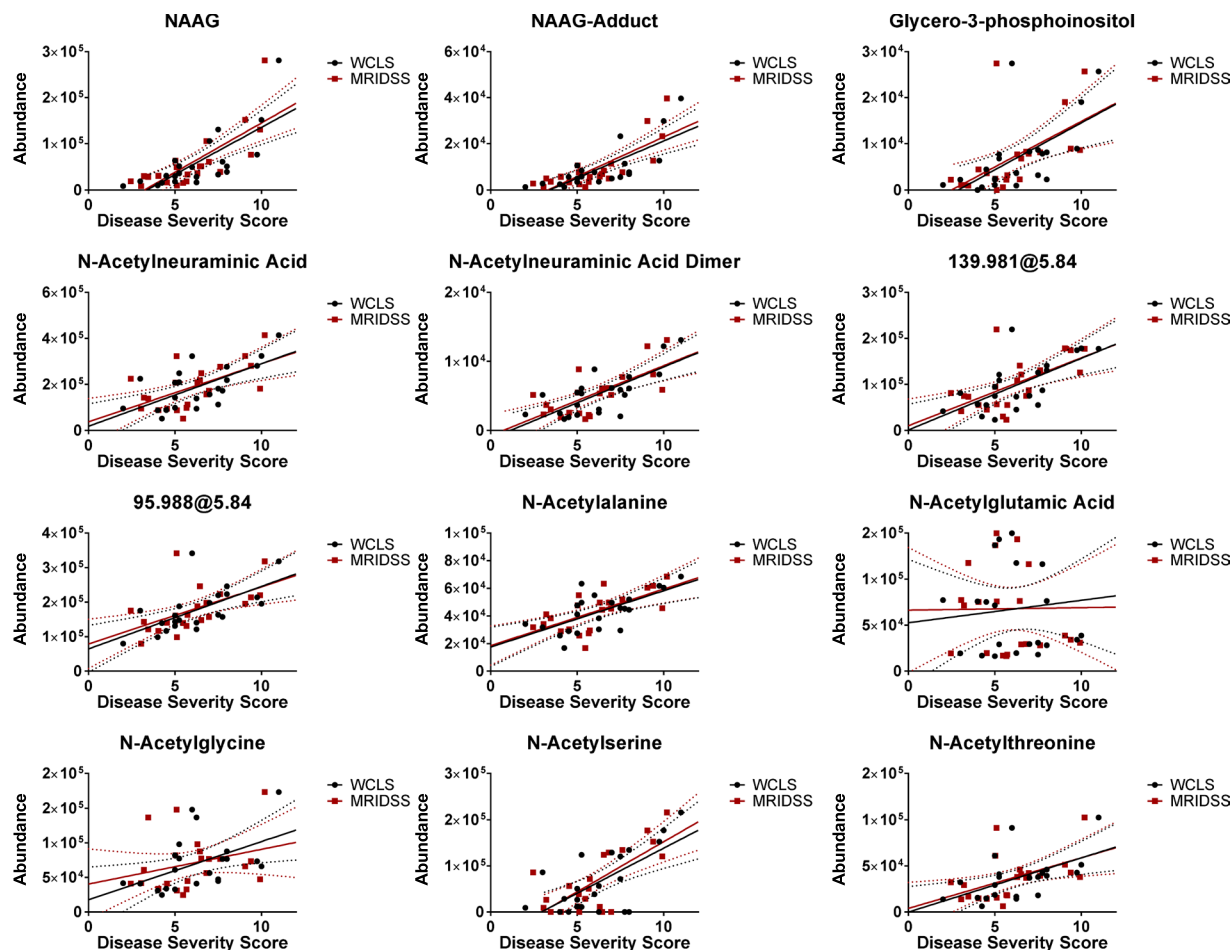 NAAG
3×10⁵
2×10⁵
1×10⁵
0
0 5 10
Abundance
Disease Severity Score
WCLS
MRIDSS
NAAG-Adduct
6×10⁴
4×10⁴
2×10⁴
0
0 5 10
Abundance
Disease Severity Score
WCLS
MRIDSS
Glycero-3-phosphoinositol
3×10⁴
2×10⁴
1×10⁴
0
0 5 10
Abundance
Disease Severity Score
WCLS
MRIDSS
N-Acetylneuraminic Acid
6×10⁵
4×10⁵
2×10⁵
0
0 5 10
Abundance
Disease Severity Score
WCLS
MRIDSS
N-Acetylneuraminic Acid Dimer
2×10⁴
1×10⁴
0
0 5 10
Abundance
Disease Severity Score
WCLS
MRIDSS
139.981@5.84
3×10⁵
2×10⁵
1×10⁵
0
0 5 10
Abundance
Disease Severity Score
WCLS
MRIDSS
95.988@5.84
4×10⁵
3×10⁵
2×10⁵
1×10⁵
0
0 5 10
Abundance
Disease Severity Score
WCLS
MRIDSS
N-Acetylalanine
1×10⁵
8×10⁴
6×10⁴
4×10⁴
2×10⁴
0
0 5 10
Abundance
Disease Severity Score
WCLS
MRIDSS
N-Acetylglutamic Acid
2×10⁵
1×10⁵
5×10⁴
0
0 5 10
Abundance
Disease Severity Score
WCLS
MRIDSS
N-Acetylglycine
2×10⁵
2×10⁵
1×10⁵
5×10⁴
0
0 5 10
Abundance
Disease Severity Score
WCLS
MRIDSS
N-Acetylserine
3×10⁵
2×10⁵
1×10⁵
0
0 5 10
Abundance
Disease Severity Score
WCLS
MRIDSS
N-Acetylthreonine
2×10⁵
1×10⁵
5×10⁴
0
0 5 10
Abundance
Disease Severity Score
WCLS
MRIDSS